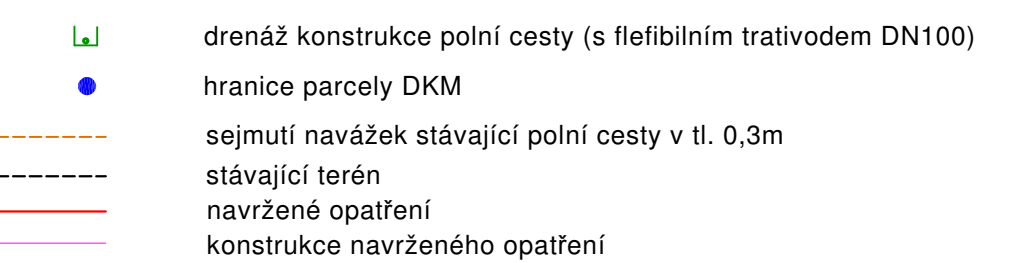 drenáž konstrukce polní cesty (s flefibilním trativodem DN100)
hranice parcely DKM
sejmutí navážek stávající polní cesty v tl. 0,3m
stávající terén
navržené opatření
konstrukce navrženého opatření